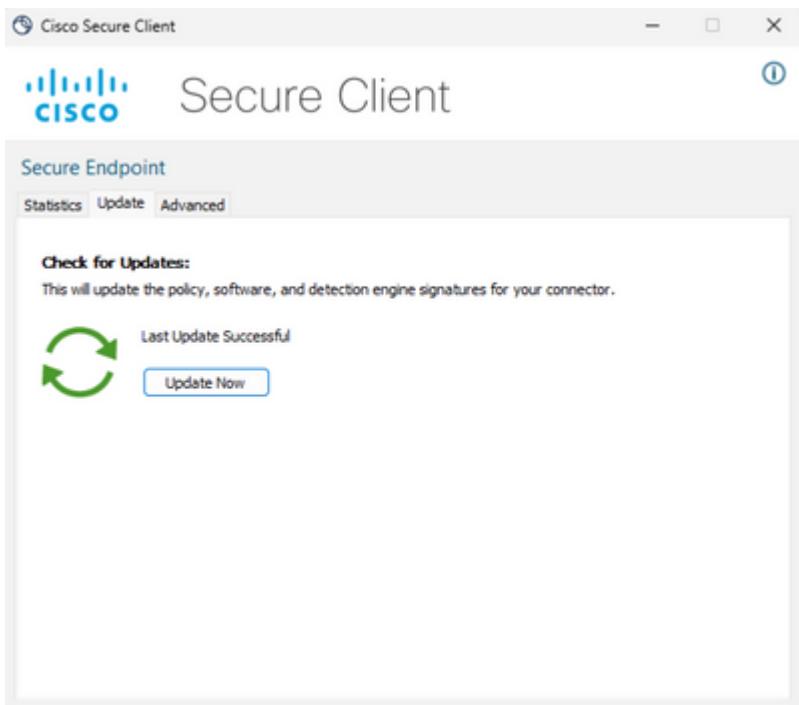 Cisco Secure Client
CISCO
Secure Client
Secure Endpoint
Statistics Update Advanced
Check for Updates:
This will update the policy, software, and detection engine signatures for your connector.
Last Update Successful
Update Now